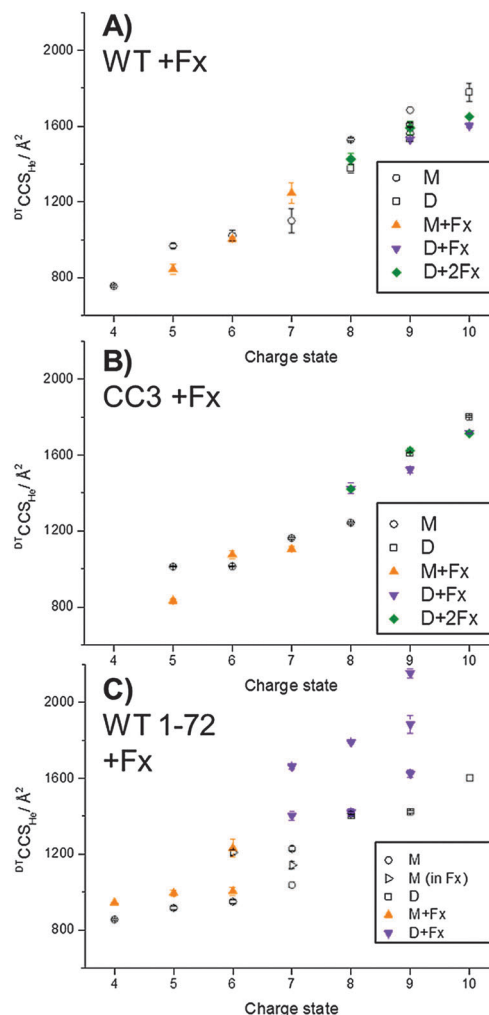 A)
WT +Fx
DTCCSHe/ Å2
2000
1600
1200
800
M
D
M+Fx
D+Fx
D+2Fx
4 5 6 7 8 9 10
Charge state
B)
CC3 +Fx
DTCCSHe/ Å2
2000
1600
1200
800
M
D
M+Fx
D+Fx
D+2Fx
4 5 6 7 8 9 10
Charge state
C)
WT 1-72
+Fx
DTCCSHe/ Å2
2000
1600
1200
800
M
M (in Fx)
D
M+Fx
D+Fx
4 5 6 7 8 9 10
Charge state